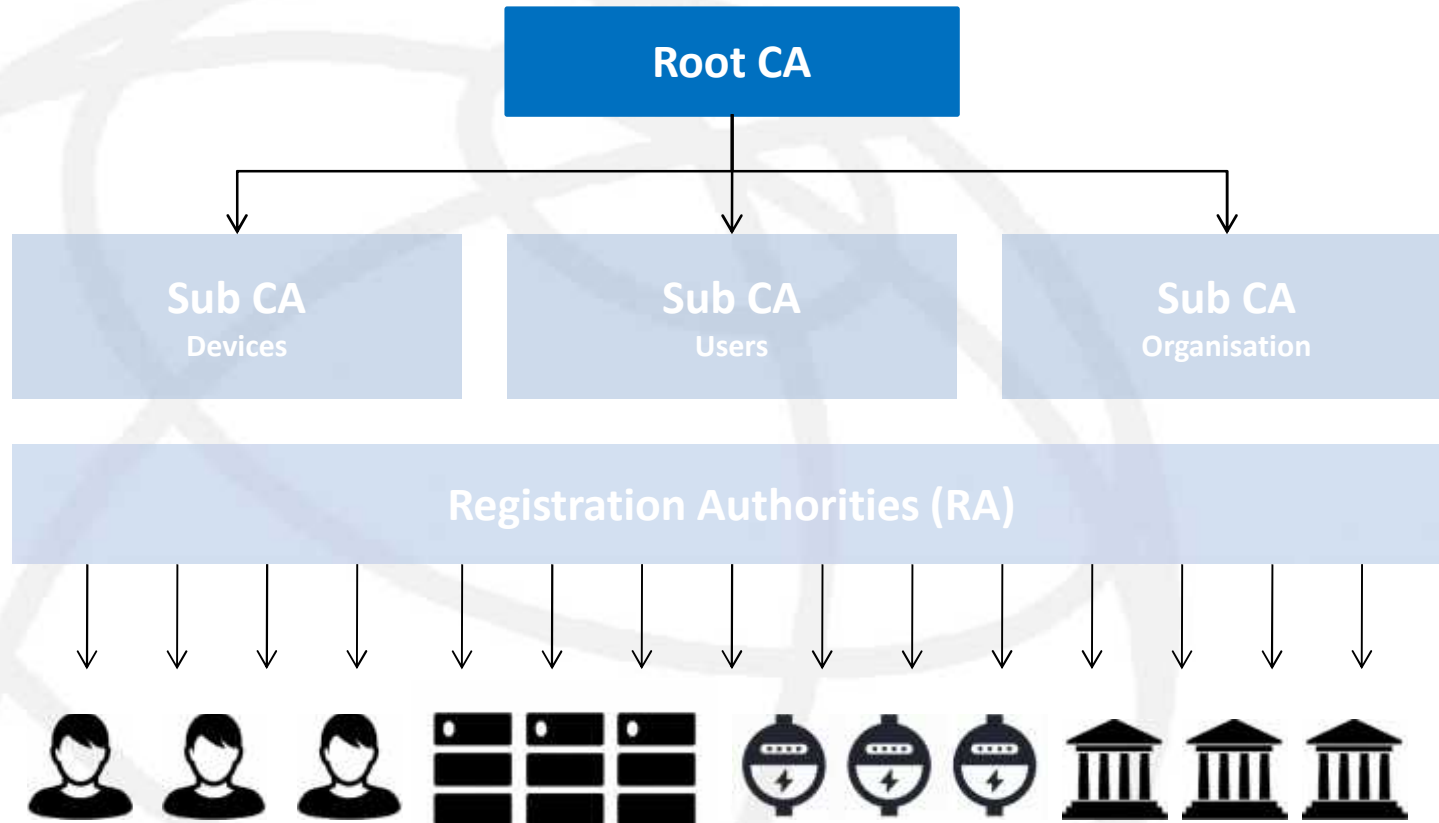 Root CA
Sub CA
Devices
Sub CA
Users
Sub CA
Organisation
Registration Authorities (RA)